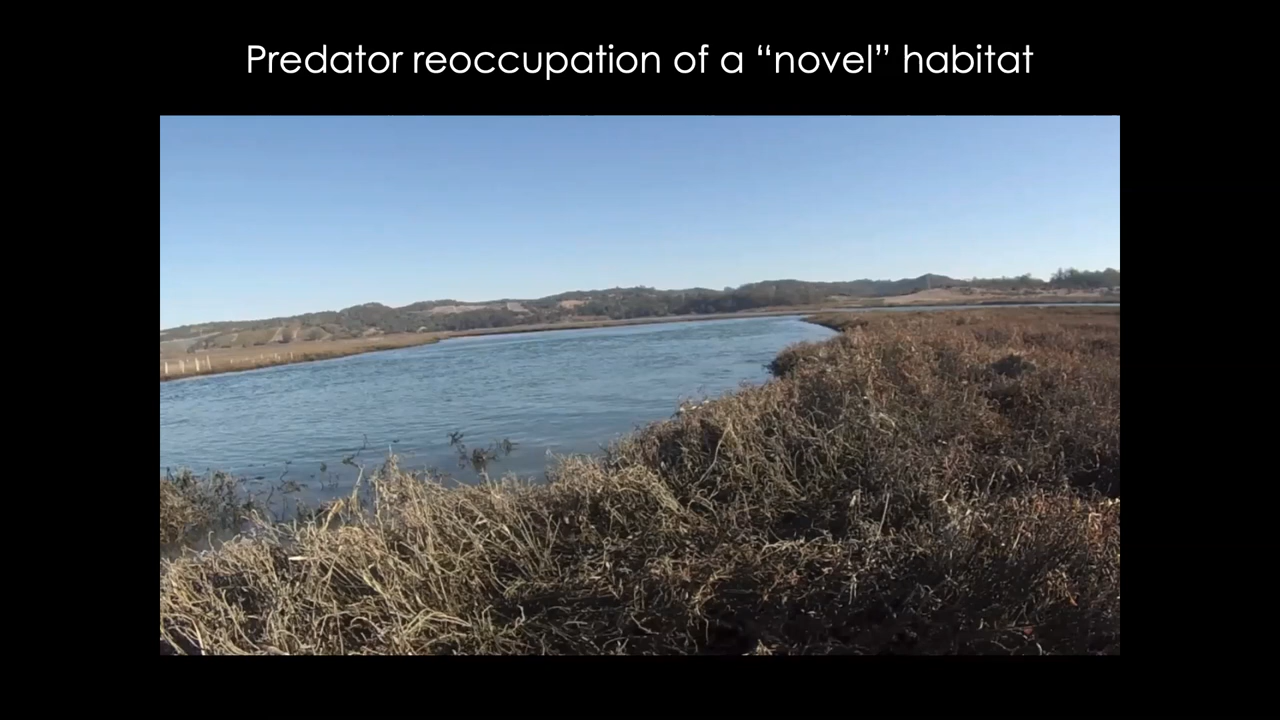 Predator reoccupation of a “novel” habitat